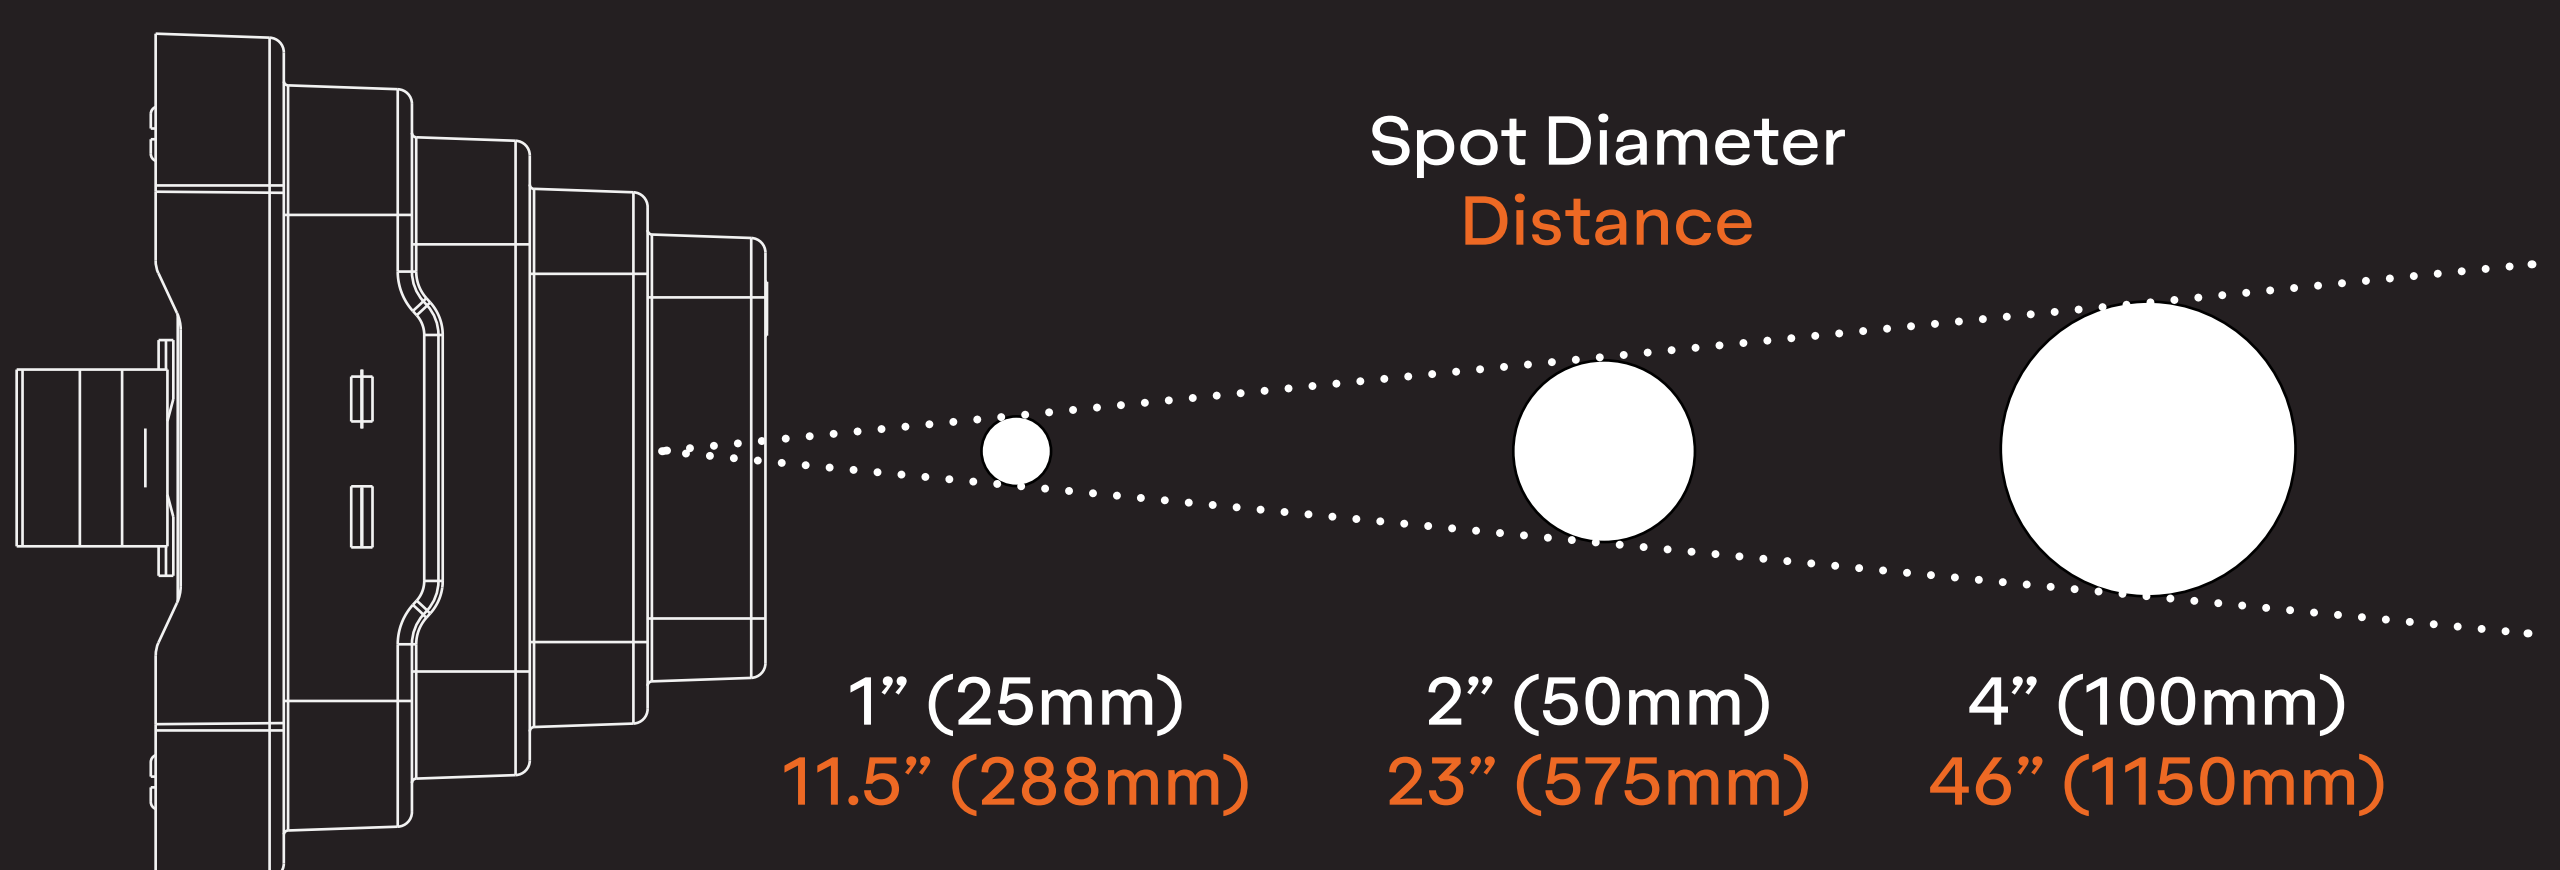 Spot Diameter
Distance
1” (25mm)
11.5” (288mm)
2” (50mm)
23” (575mm)
4” (100mm)
46” (1150mm)